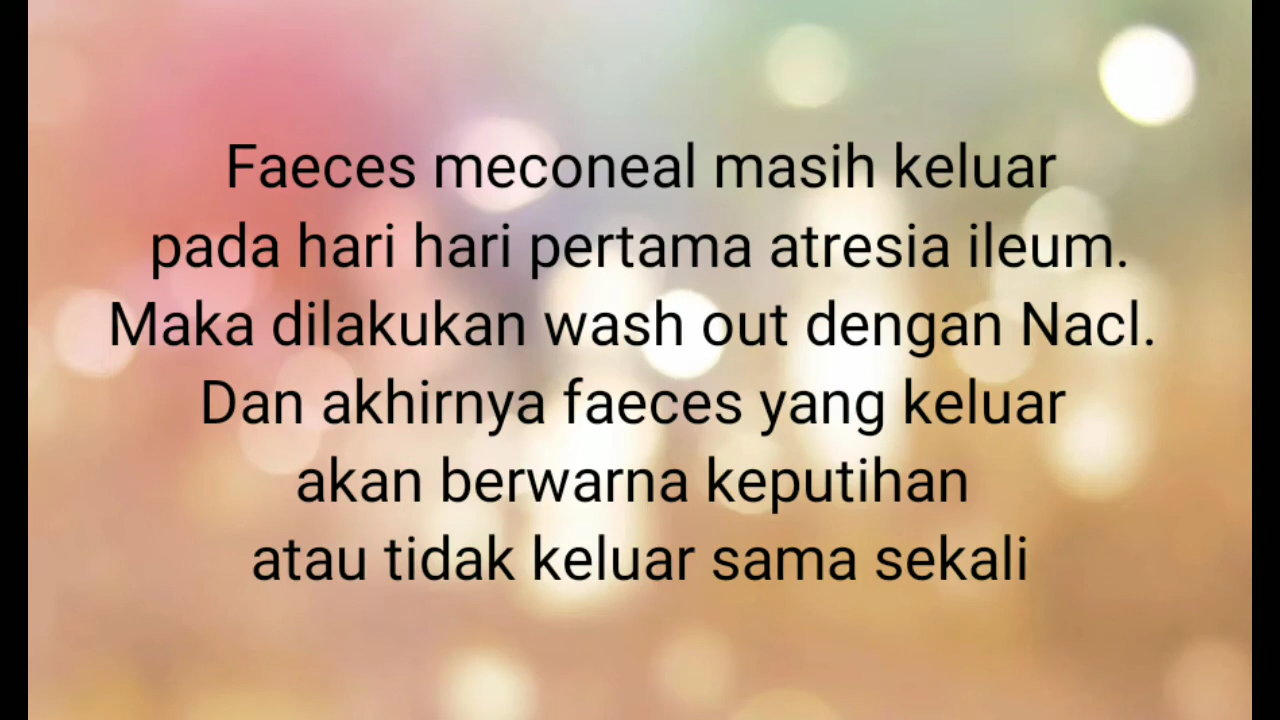 Faeces meconeal masih keluar
pada hari hari pertama atresia ileum.
Maka dilakukan wash out dengan Nacl.
Dan akhirnya faeces yang keluar
akan berwarna keputihan
atau tidak keluar sama sekali